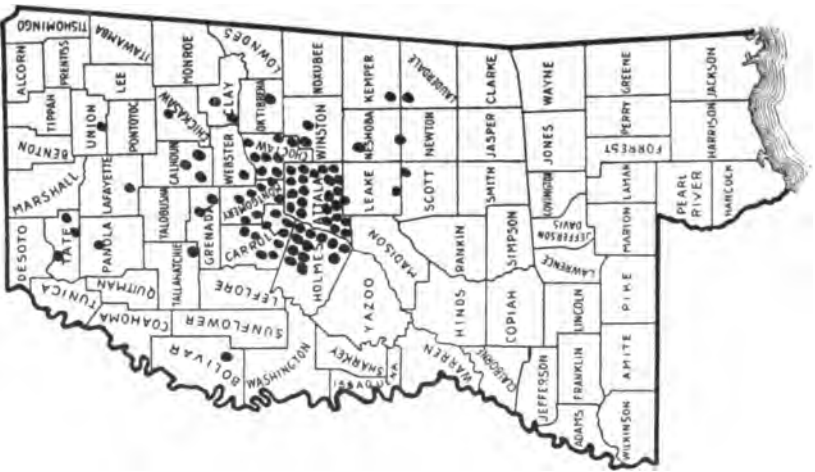 DESOTO
MARSHALL
BENTON
TIPPAH
ALCORN
TISHOMINGO
PRENTISS
TUNICA
TATE
LAFAYETTE
UNION
LEE
ITAWAMBA
PANOLA
PONTOTOC
QUITMAN
COAHOMA
YALOBUSHA
CALHOUN
CHICKASAW
MONROE
TALLAHATCHIE
GRENADA
WEBSTER
CLAY
LOWNDES
BOLIVAR
SUNFLOWER
LEFLORE
CARROLL
MONTGOMERY
CHOCTAW
OKTIBBEHA
WASHINGTON
HOLMES
ATTALA
WINSTON
NOXUBEE
SHARKEY
YAZOO
MADISON
LEAKE
NESHOBA
KEMPER
WARREN
HINDS
RANKIN
SCOTT
NEWTON
LAUDERDALE
CLAIBORNE
COPIAH
SIMPSON
SMITH
JASPER
CLARKE
JEFFERSON
LINCOLN
LAWRENCE
JEFFERSON
DAVIS
COVINGTON
JONES
WAYNE
ADAMS
FRANKLIN
WILKINSON
AMITE
PIKE
MARION
LAMAR
FORREST
PERRY
GREENE
PEARL
RIVER
HANCOCK
HARRISON
JACKSON